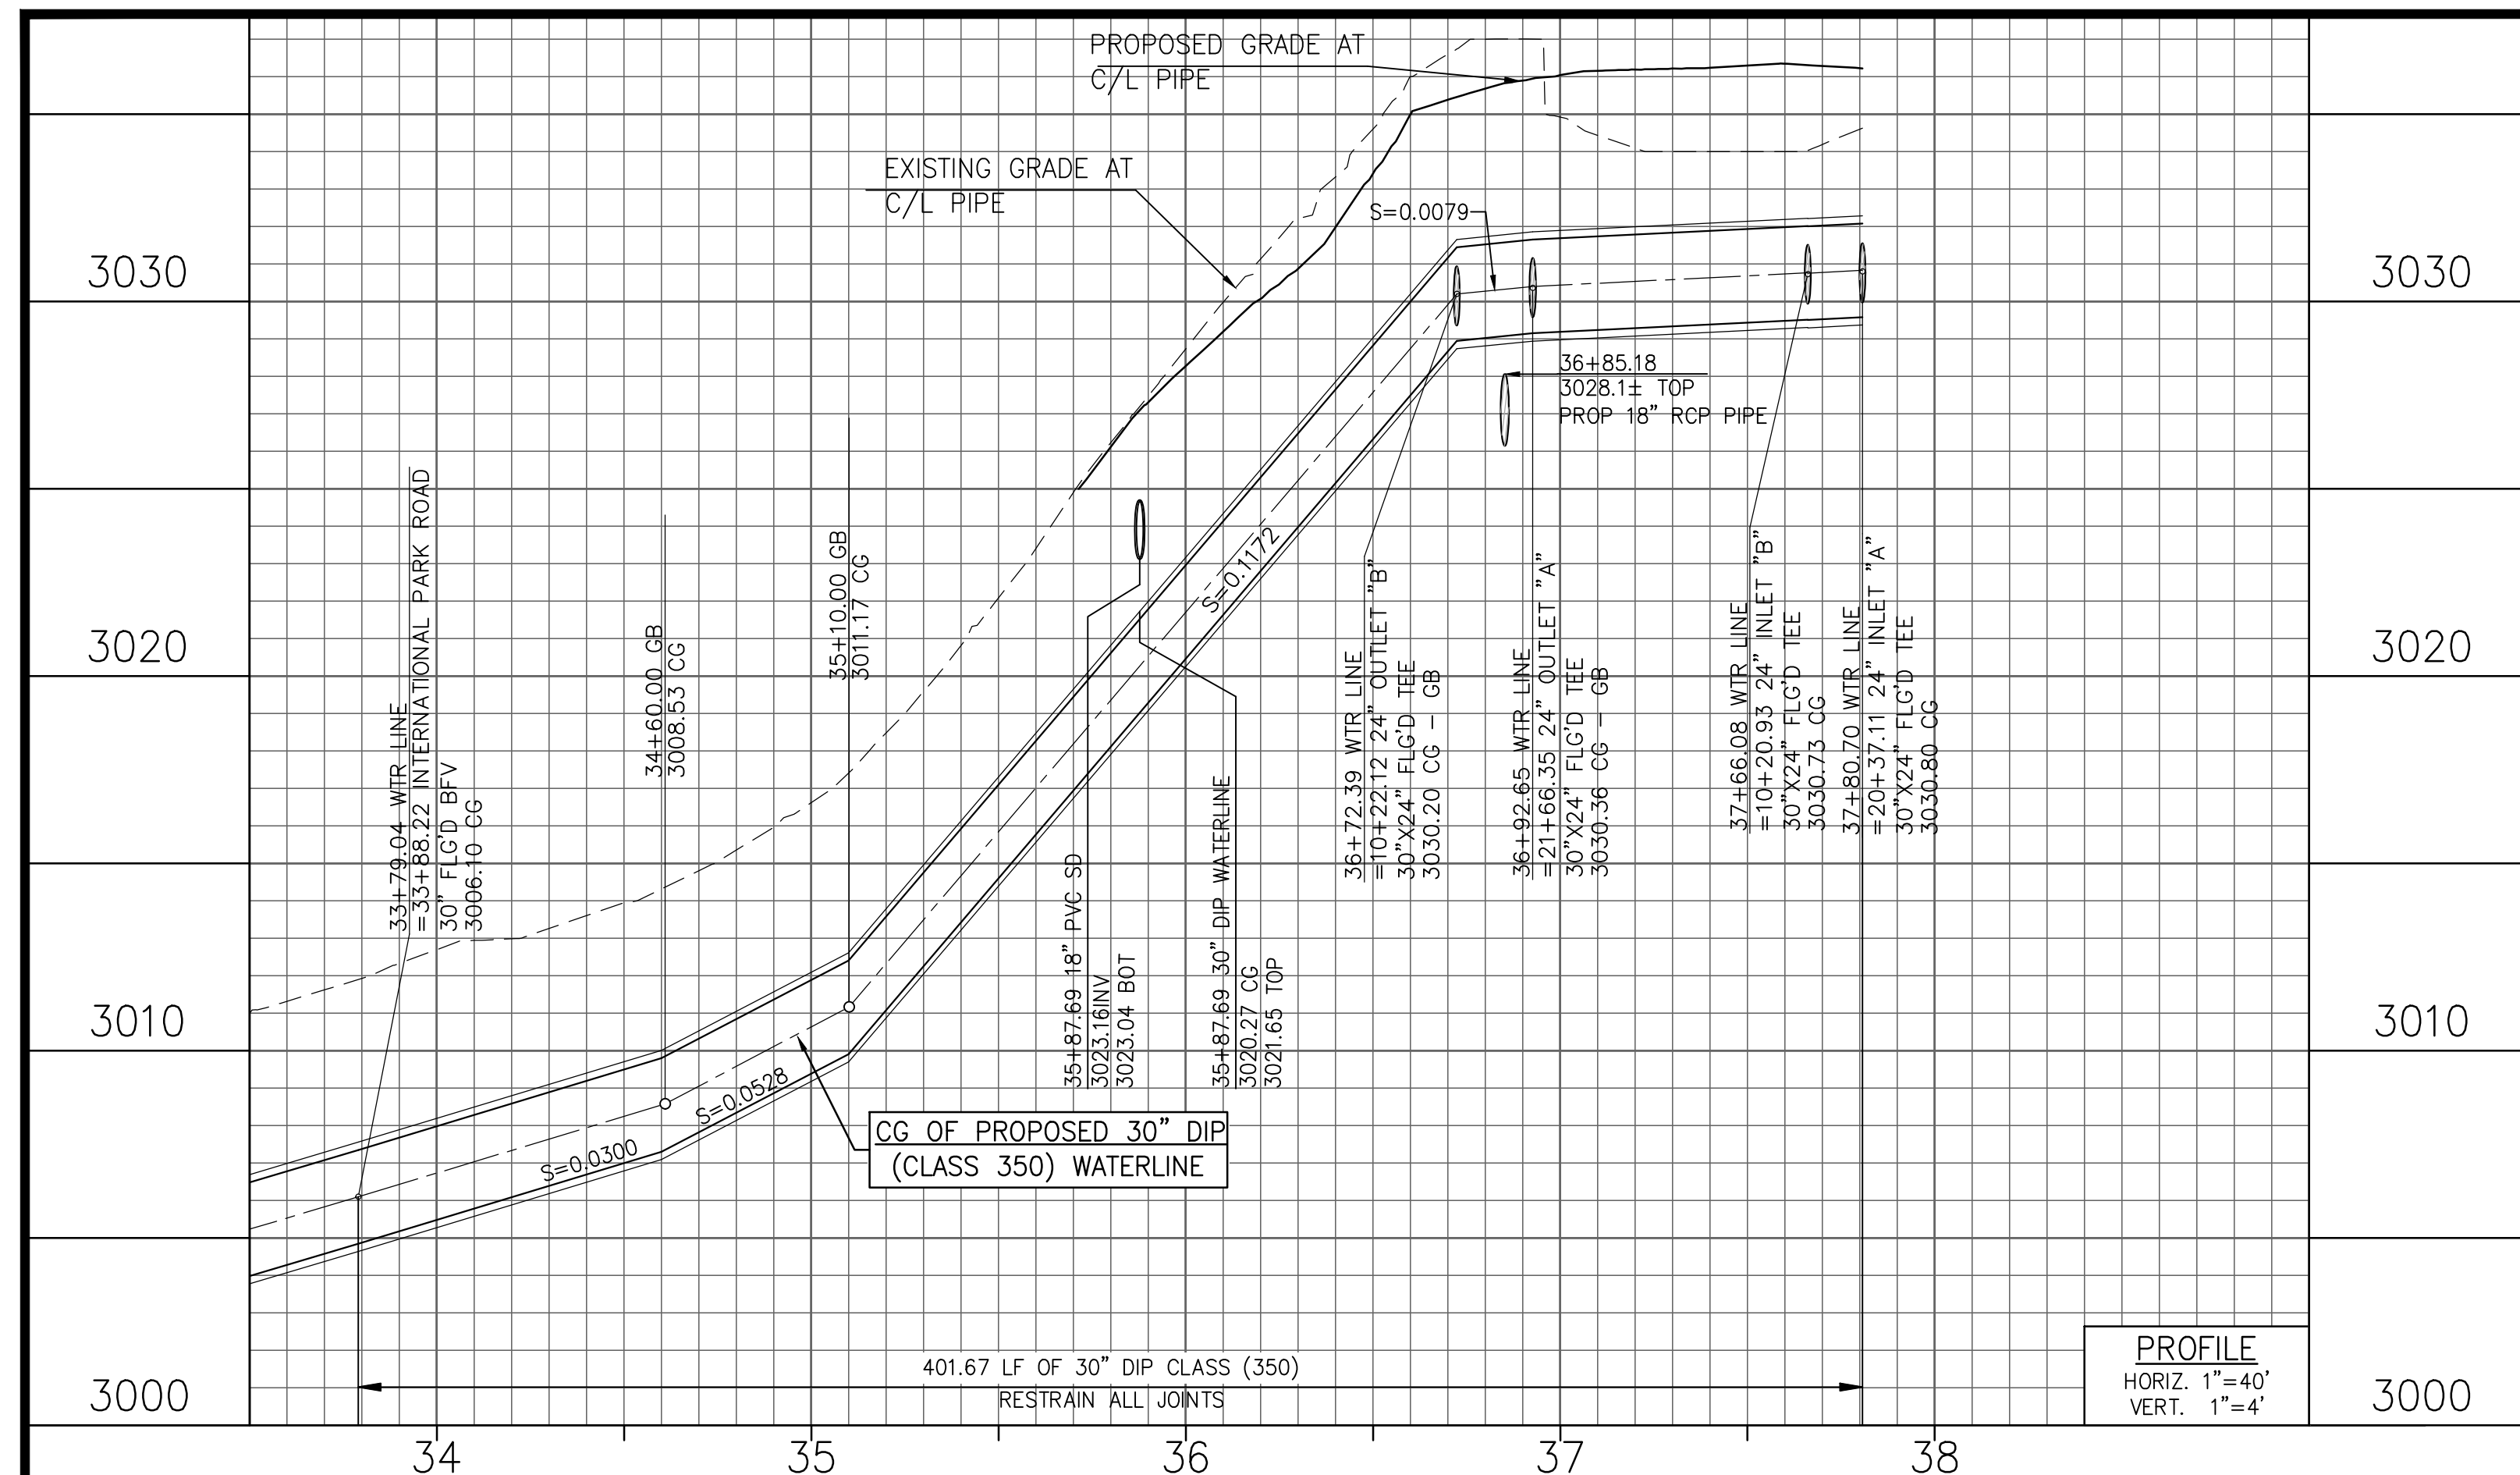 PROPOSED GRADE AT
C/L PIPE
EXISTING GRADE AT
C/L PIPE
S=0.0079
3030
3030
36+85.18
3028.1± TOP
PROP 18" RCP PIPE
S=0.1172
3020
3020
33+79.04 WTR LINE
=33+88.22 INTERNATIONAL PARK ROAD
30" FLG'D BFV
3006.10 CG
34+60.00 GB
3008.53 CG
35+10.00 GB
3011.17 CG
35+87.69 18" PVC SD
3023.16INV
3023.04 BOT
35+87.69 30" DIP WATERLINE
3020.27 CG
3021.65 TOP
36+72.39 WTR LINE
=10+22.12 24" OUTLET "B"
30"X24" FLG'D TEE
3030.20 CG - GB
36+92.65 WTR LINE
=21+66.35 24" OUTLET "A"
30"X24" FLG'D TEE
3030.36 CG - GB
37+66.08 WTR LINE
=10+20.93 24" INLET "B"
30"X24" FLG'D TEE
3030.73 CG
37+80.70 WTR LINE
=20+37.11 24" INLET "A"
30"X24" FLG'D TEE
3030.80 CG
3010
3010
S=0.0528
S=0.0300
CG OF PROPOSED 30" DIP
(CLASS 350) WATERLINE
401.67 LF OF 30" DIP CLASS (350)
RESTRAIN ALL JOINTS
PROFILE
HORIZ. 1"=40'
VERT. 1"=4'
3000
3000
34
35
36
37
38